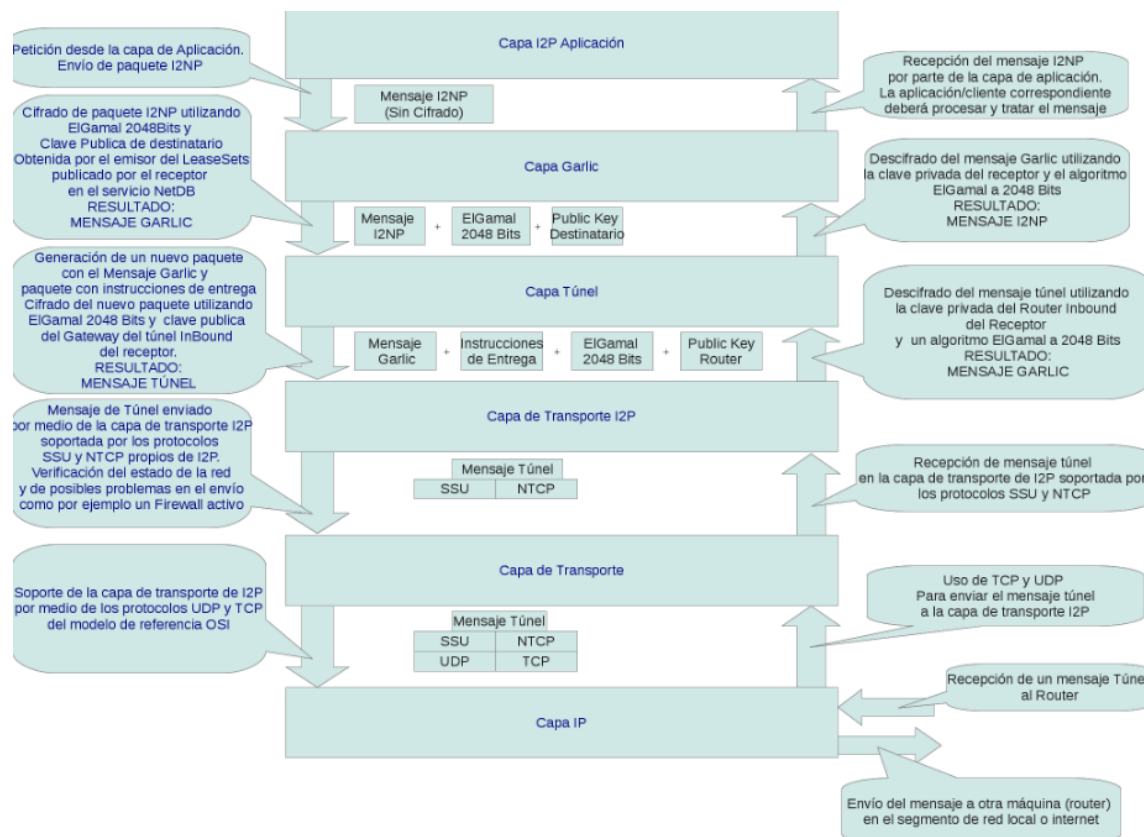 Capa I2P Aplicación
Petición desde la capa de Aplicación.
Envío de paquete I2NP
Mensaje I2NP
(Sin Cifrado)
Recepción del mensaje I2NP
por parte de la capa de aplicación.
La aplicación/cliente correspondiente
deberá procesar y tratar el mensaje
Cifrado de paquete I2NP utilizando
ElGamal 2048Bits y
Clave Publica de destinatario
Obtenida por el emisor del LeaseSets
publicado por el receptor
en el servicio NetDB
RESULTADO:
MENSAJE GARLIC
Capa Garlic
Descifrado del mensaje Garlic utilizando
la clave privada del receptor y el algoritmo
ElGamal a 2048 Bits
RESULTADO:
MENSAJE I2NP
Mensaje
I2NP
+
ElGamal
2048 Bits
+
Public Key
Destinatario
Generación de un nuevo paquete
con el Mensaje Garlic y
paquete con instrucciones de entrega
Cifrado del nuevo paquete utilizando
ElGamal 2048 Bits y clave publica
del Gateway del túnel InBound
del receptor.
RESULTADO:
MENSAJE TÚNEL
Capa Túnel
Descifrado del mensaje túnel utilizando
la clave privada del Router Inbound
del Receptor
y un algoritmo ElGamal a 2048 Bits
RESULTADO:
MENSAJE GARLIC
Mensaje
Garlic
+
Instrucciones
de Entrega
+
ElGamal
2048 Bits
+
Public Key
Router
Mensaje de Túnel enviado
por medio de la capa de transporte I2P
soportada por los protocolos
SSU y NTCP propios de I2P.
Verificación del estado de la red
y de posibles problemas en el envío
como por ejemplo un Firewall activo
Capa de Transporte I2P
Mensaje Túnel
SSU NTCP
Recepción de mensaje túnel
en la capa de transporte de I2P soportada por
los protocolos SSU y NTCP
Capa de Transporte
Soporte de la capa de transporte de I2P
por medio de los protocolos UDP y TCP
del modelo de referencia OSI
Uso de TCP y UDP
Para enviar el mensaje túnel
a la capa de transporte I2P
Mensaje Túnel
SSU NTCP
UDP TCP
Recepción de un mensaje Túnel
al Router
Capa IP
Envío del mensaje a otra máquina (router)
en el segmento de red local o internet